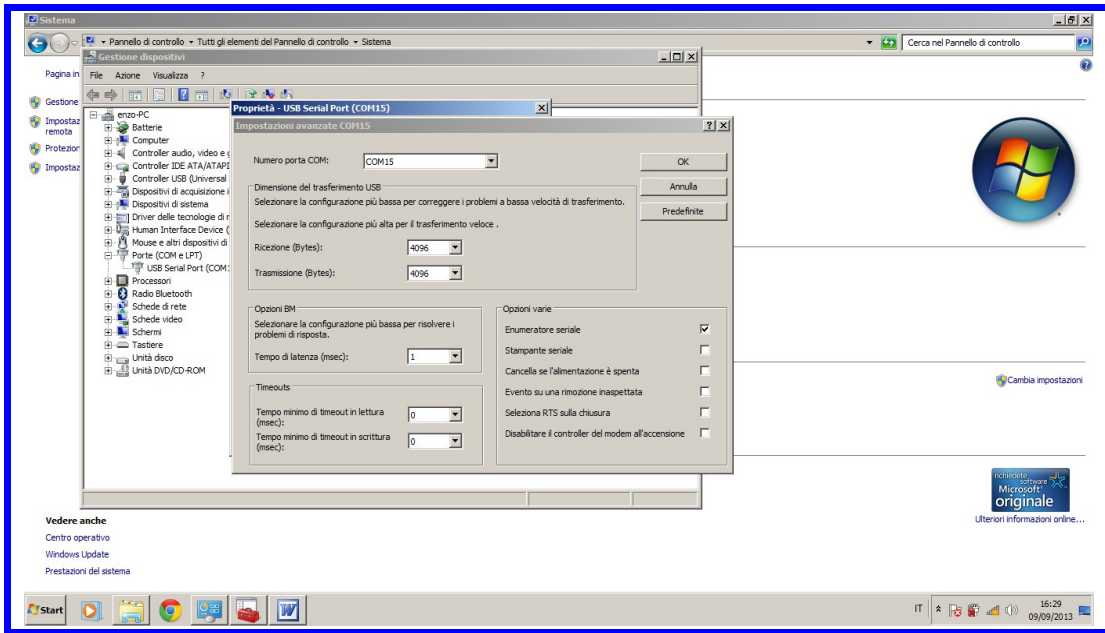 Sistema
Pannello di controllo
Tutti gli elementi del Pannello di controllo
Sistema
Cerca nel Pannello di controllo
Gestione dispositivi
Pagina in
File Azione Visualizza ?
Gestione
Impostaz
remota
Protezior
Impostaz
enzo-PC
Batterie
Computer
Controller audio, video e g
Controller IDE ATA/ATAPI
Controller USB (Universal
Dispositivi di acquisizione i
Dispositivi di sistema
Driver delle tecnologie di r
Human Interface Device (
Mouse e altri dispositivi di
Porte (COM e LPT)
USB Serial Port (COM1
Processori
Radio Bluetooth
Schede di rete
Schede video
Schermi
Tastiere
Unità disco
Unità DVD/CD-ROM
Proprietà - USB Serial Port (COM15)
Impostazioni avanzate COM15
Numero porta COM: COM15
OK
Annulla
Predefinite
Dimensione del trasferimento USB
Selezionare la configurazione più bassa per correggere i problemi a bassa velocità di trasferimento.
Selezionare la configurazione più alta per il trasferimento veloce .
Ricezione (Bytes): 4096
Trasmissione (Bytes): 4096
Opzioni BM
Selezionare la configurazione più bassa per risolvere i
problemi di risposta.
Tempo di latenza (msec): 1
Timeouts
Tempo minimo di timeout in lettura
(msec): 0
Tempo minimo di timeout in scrittura
(msec): 0
Opzioni varie
Enumeratore seriale
Stampante seriale
Cancella se l'alimentazione è spenta
Evento su una rimozione inaspettata
Seleziona RTS sulla chiusura
Disabilitare il controller del modem all'accensione
Cambia impostazioni
richiedete
software
Microsoft
originale
Ulteriori informazioni online...
Vedere anche
Centro operativo
Windows Update
Prestazioni del sistema
Start
IT
16:29
09/09/2013